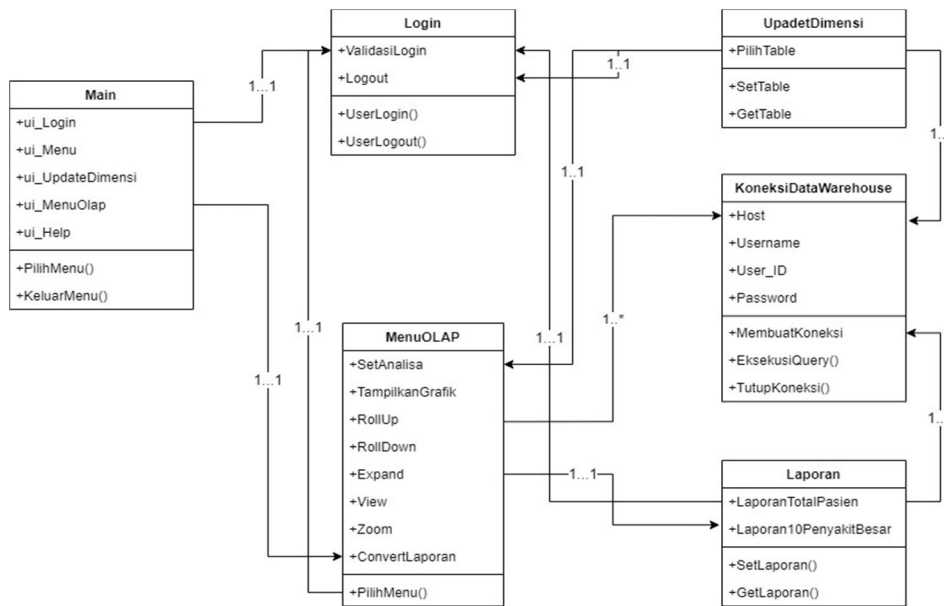 Main
+ui_Login
+ui_Menu
+ui_UpdateDimensi
+ui_MenuOlap
+ui_Help
+PilihMenu()
+KeluarMenu()
Login
+ValidasiLogin
+Logout
+UserLogin()
+UserLogout()
UpadetDimensi
+PilihTable
+SetTable
+GetTable
KoneksiDataWarehouse
+Host
+Username
+User_ID
+Password
+MembuatKoneksi
+EksekusiQuery()
+TutupKoneksi()
MenuOLAP
+SetAnalisa
+TampilkanGrafik
+RollUp
+RollDown
+Expand
+View
+Zoom
+ConvertLaporan
+PilihMenu()
Laporan
+LaporanTotalPasien
+Laporan10PenyakitBesar
+SetLaporan()
+GetLaporan()
1...1
1..1
1..
1..1
1..*
1...1
1...1
1...1
1..
1...1